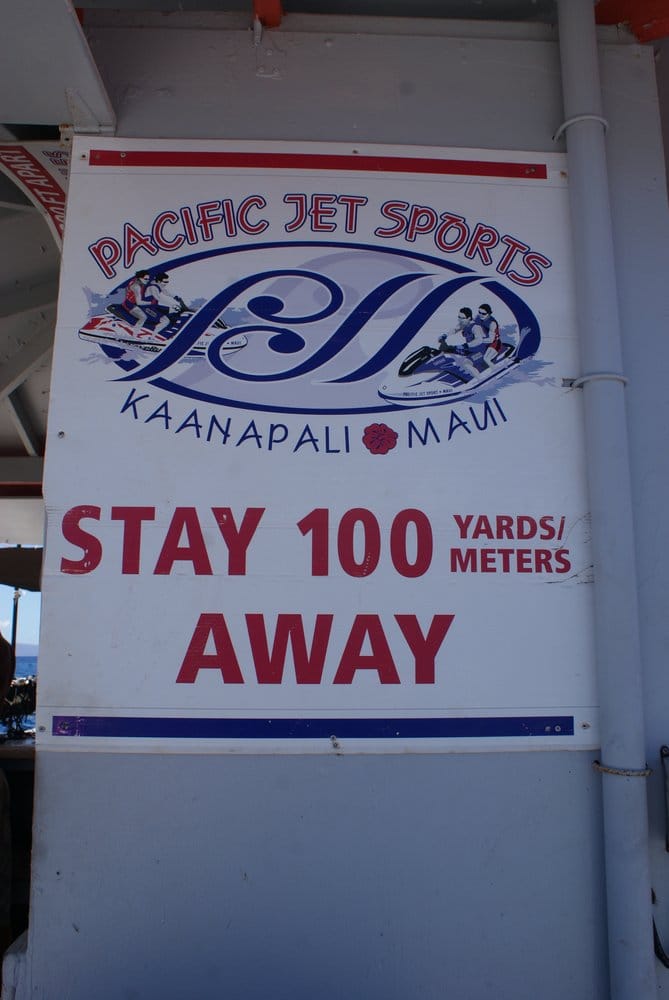 PACIFIC JET SPORTS
KAANAPALI MAUI
STAY 100 YARDS/
METERS
AWAY